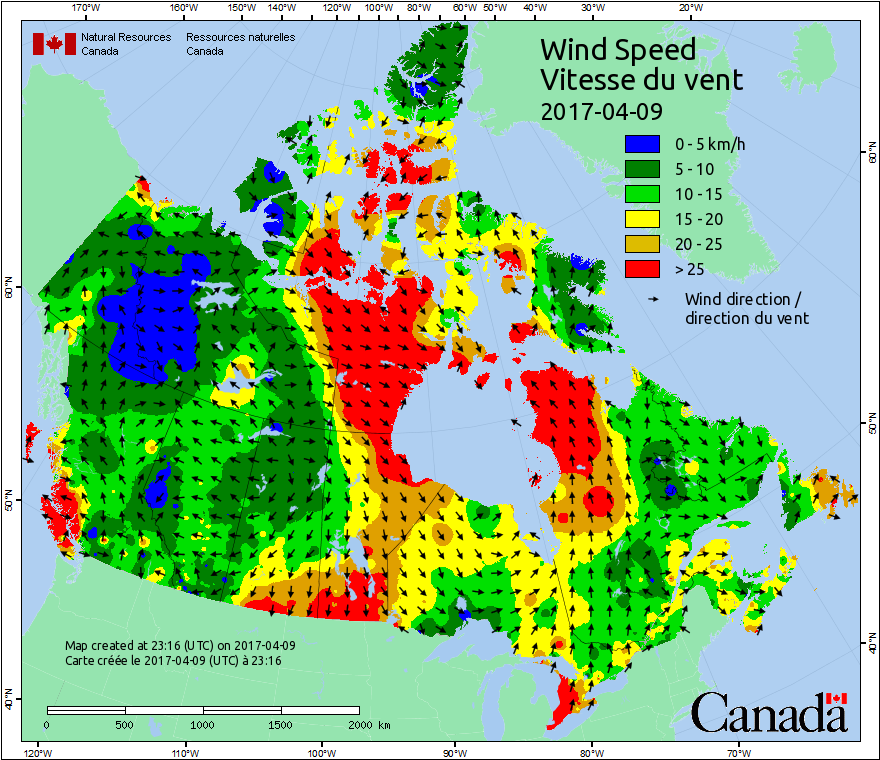 170°W 160°W 150°W 140°W 130°W 120°W 110°W 100°W 90°W 80°W 70°W 60°W 50°W 40°W 30°W 20°W
Natural Resources Ressources naturelles
Canada Canada
Wind Speed
Vitesse du vent
2017-04-09
0 - 5 km/h
5 - 10
10 - 15
15 - 20
20 - 25
> 25
Wind direction /
direction du vent
60°N
60°N
50°N
50°N
40°N
40°N
Map created at 23:16 (UTC) on 2017-04-09
Carte créée le 2017-04-09 (UTC) à 23:16
0 500 1000 1500 2000 km
Canada
120°W 110°W 100°W 90°W 80°W 70°W